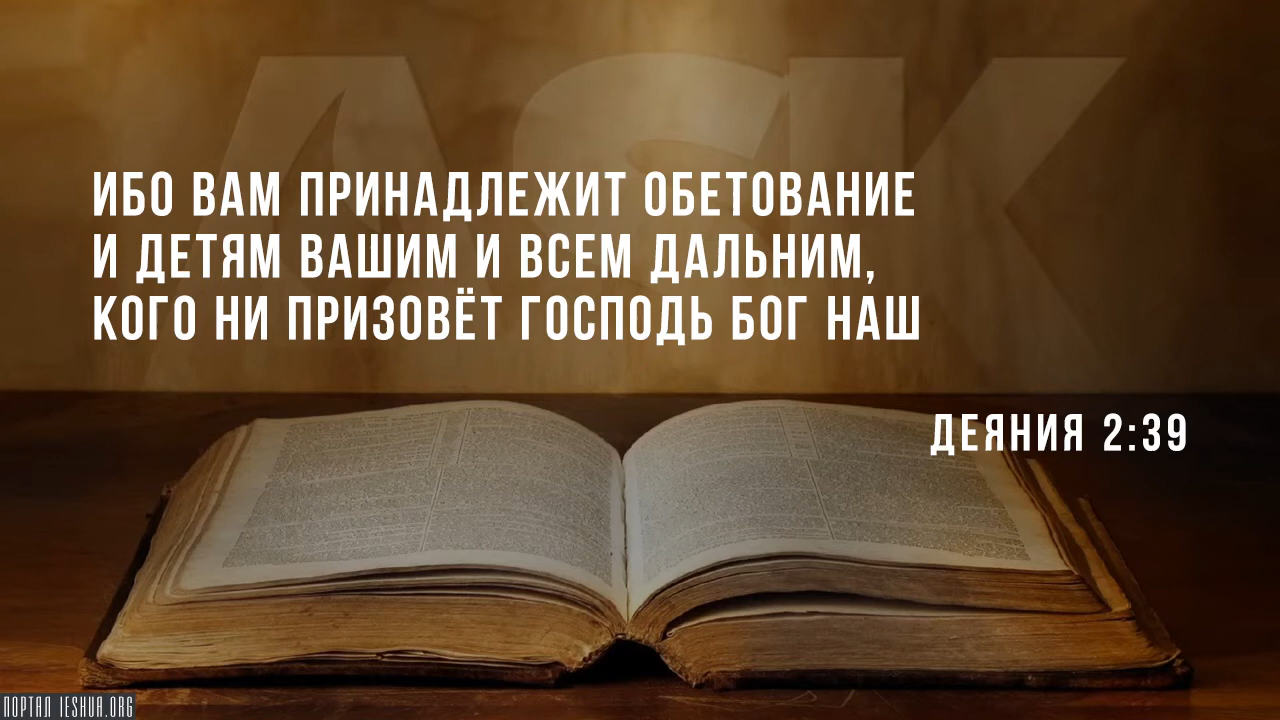 ASK
ИБО ВАМ ПРИНАДЛЕЖИТ ОБЕТОВАНИЕ
И ДЕТЯМ ВАШИМ И ВСЕМ ДАЛЬНИМ,
КОГО НИ ПРИЗОВЁТ ГОСПОДЬ БОГ НАШ
ДЕЯНИЯ 2:39
ПОРТАЛ IESHUA.ORG